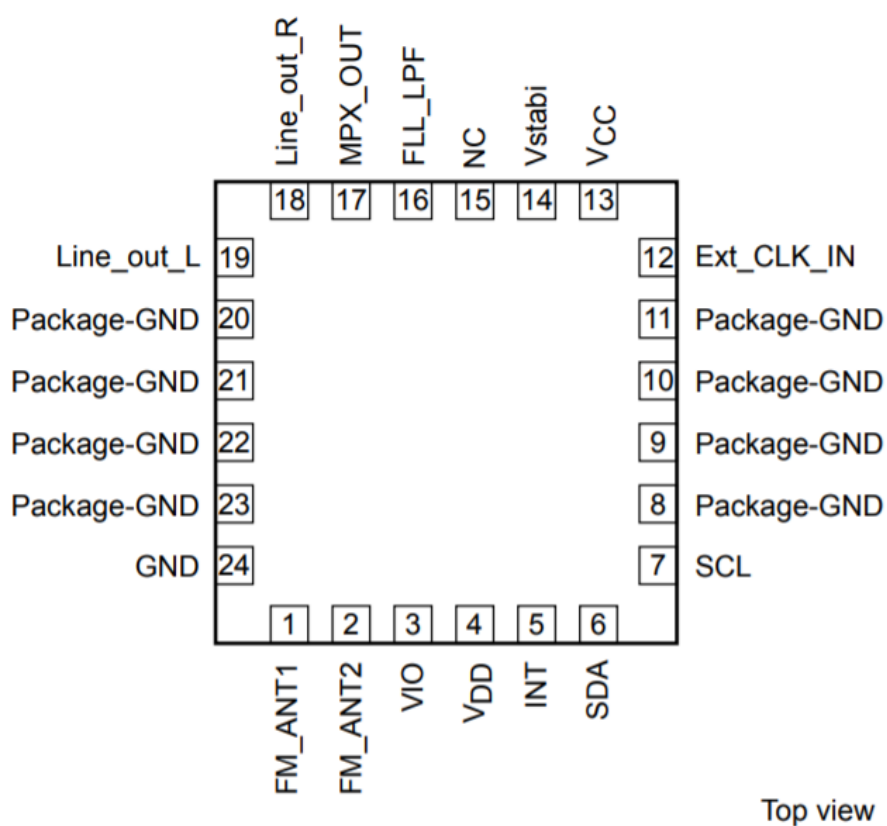 Line_out_R
MPX_OUT
FLL_LPF
NC
Vstabi
VCC
18 17 16 15 14 13
Line_out_L 19 12 Ext_CLK_IN
Package-GND 20 11 Package-GND
Package-GND 21 10 Package-GND
Package-GND 22 9 Package-GND
Package-GND 23 8 Package-GND
GND 24 7 SCL
1 2 3 4 5 6
FM_ANT1
FM_ANT2
VIO
VDD
INT
SDA
Top view